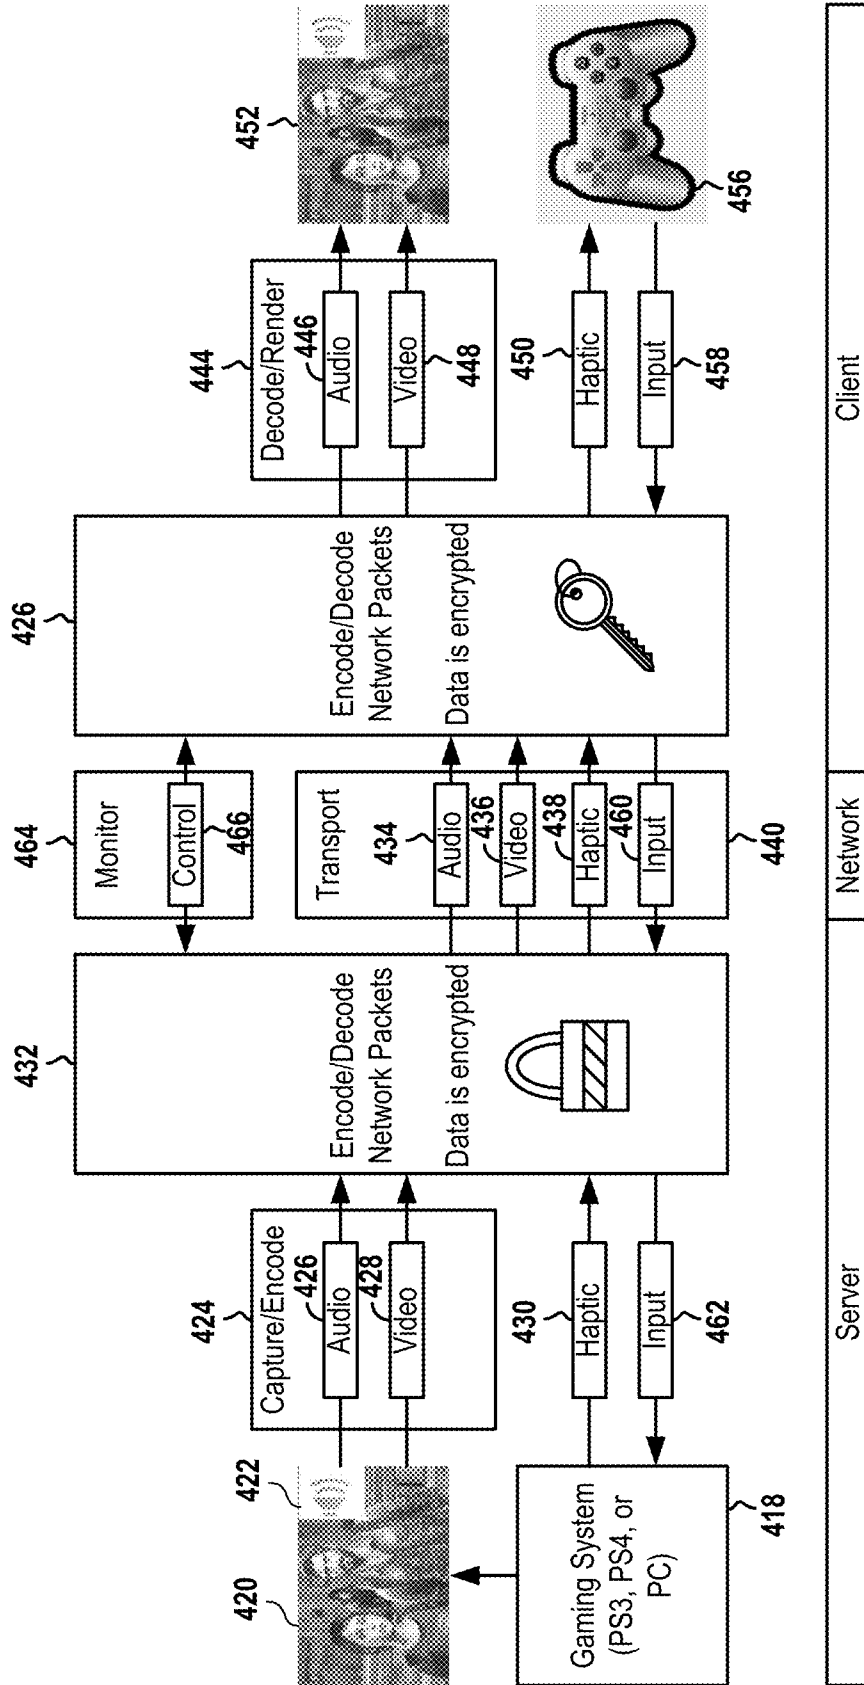 420
422
Gaming System
(PS3, PS4, or
PC)
418
424
Capture/Encode
Audio
426
Video
428
430
Haptic
Input
462
432
Encode/Decode
Network Packets
Data is encrypted
464
Monitor
Control
466
Transport
434
Audio
436
Video
438
Haptic
460
Input
440
426
Encode/Decode
Network Packets
Data is encrypted
444
Decode/Render
446
Audio
Video
448
450
Haptic
Input
458
452
456
Server
Network
Client